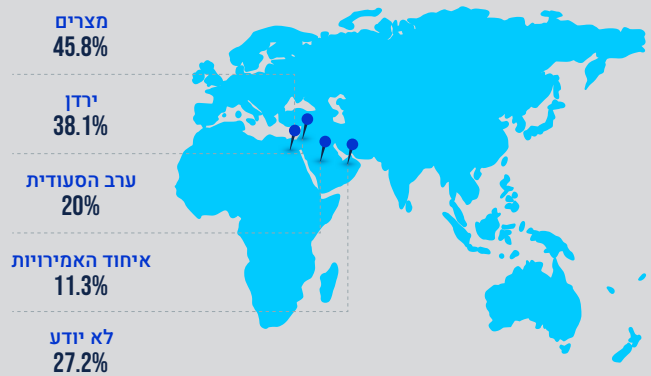 מצרים
45.8%
ירדן
38.1%
ערב הסעודית
20%
איחוד האמירויות
11.3%
לא יודע
27.2%